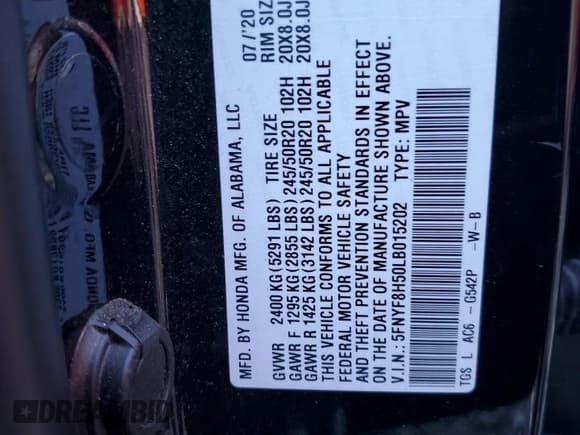 MFD. BY HONDA MFG. OF ALABAMA, LLC 07/'20
GVWR 2400 KG (5291 LBS) TIRE SIZE RIM SIZ
GAWR F 1295 KG (2855 LBS) 245/50R20 102H 20X8.0J
GAWR R 1425 KG (3142 LBS) 245/50R20 102H 20X8.0J
THIS VEHICLE CONFORMS TO ALL APPLICABLE
FEDERAL MOTOR VEHICLE SAFETY
AND THEFT PREVENTION STANDARDS IN EFFECT
ON THE DATE OF MANUFACTURE SHOWN ABOVE.
V.I.N.: 5FNYF8H50LB015202 TYPE: MPV
TGS L AC6 - G542P -W-B
DREAMBID